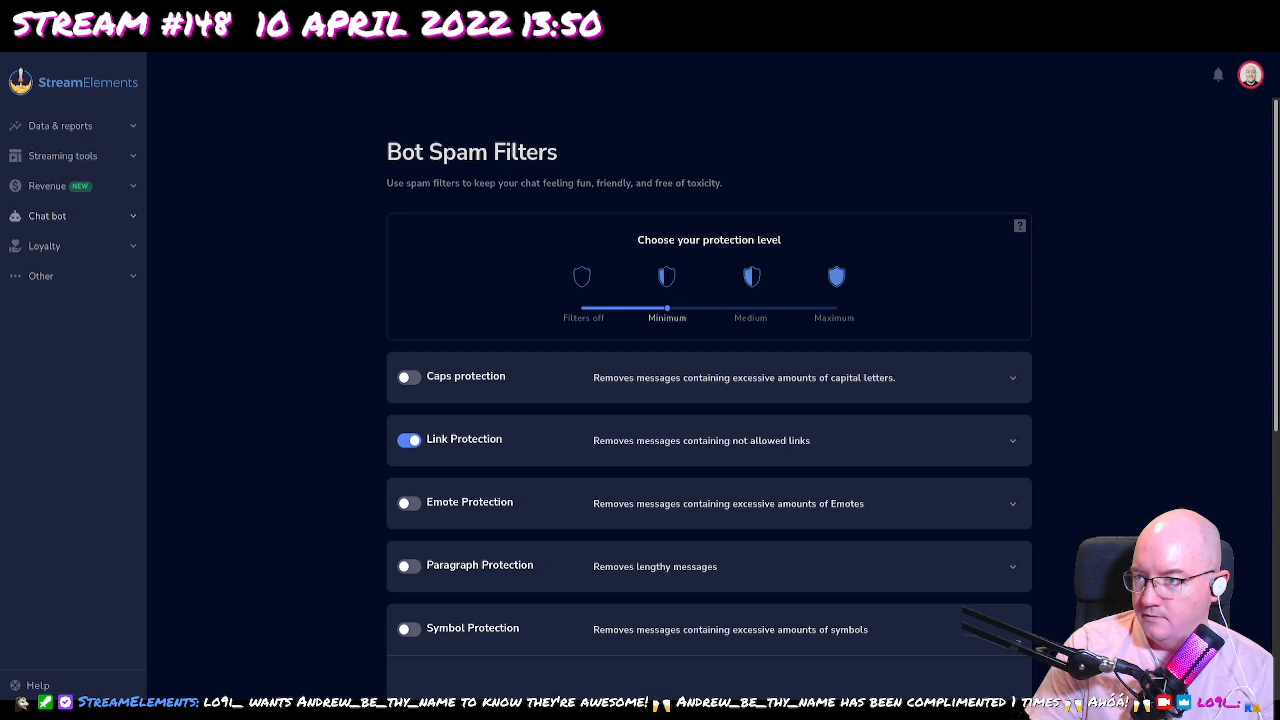 STREAM #148 10 APRIL 2022 13:50
StreamElements
Data & reports
Streaming tools
Revenue NEW
Chat bot
Loyalty
Other
Bot Spam Filters
Use spam filters to keep your chat feeling fun, friendly, and free of toxicity.
?
Choose your protection level
Filters off Minimum Medium Maximum
Caps protection Removes messages containing excessive amounts of capital letters.
Link Protection Removes messages containing not allowed links
Emote Protection Removes messages containing excessive amounts of Emotes
Paragraph Protection Removes lengthy messages
Symbol Protection Removes messages containing excessive amounts of symbols
Help
StreamElements: lo9l_ wants Andrew_be_thy_name to know they're awesome! Andrew_be_thy_name has been complimented 1 times Ahóá! lo9l_: